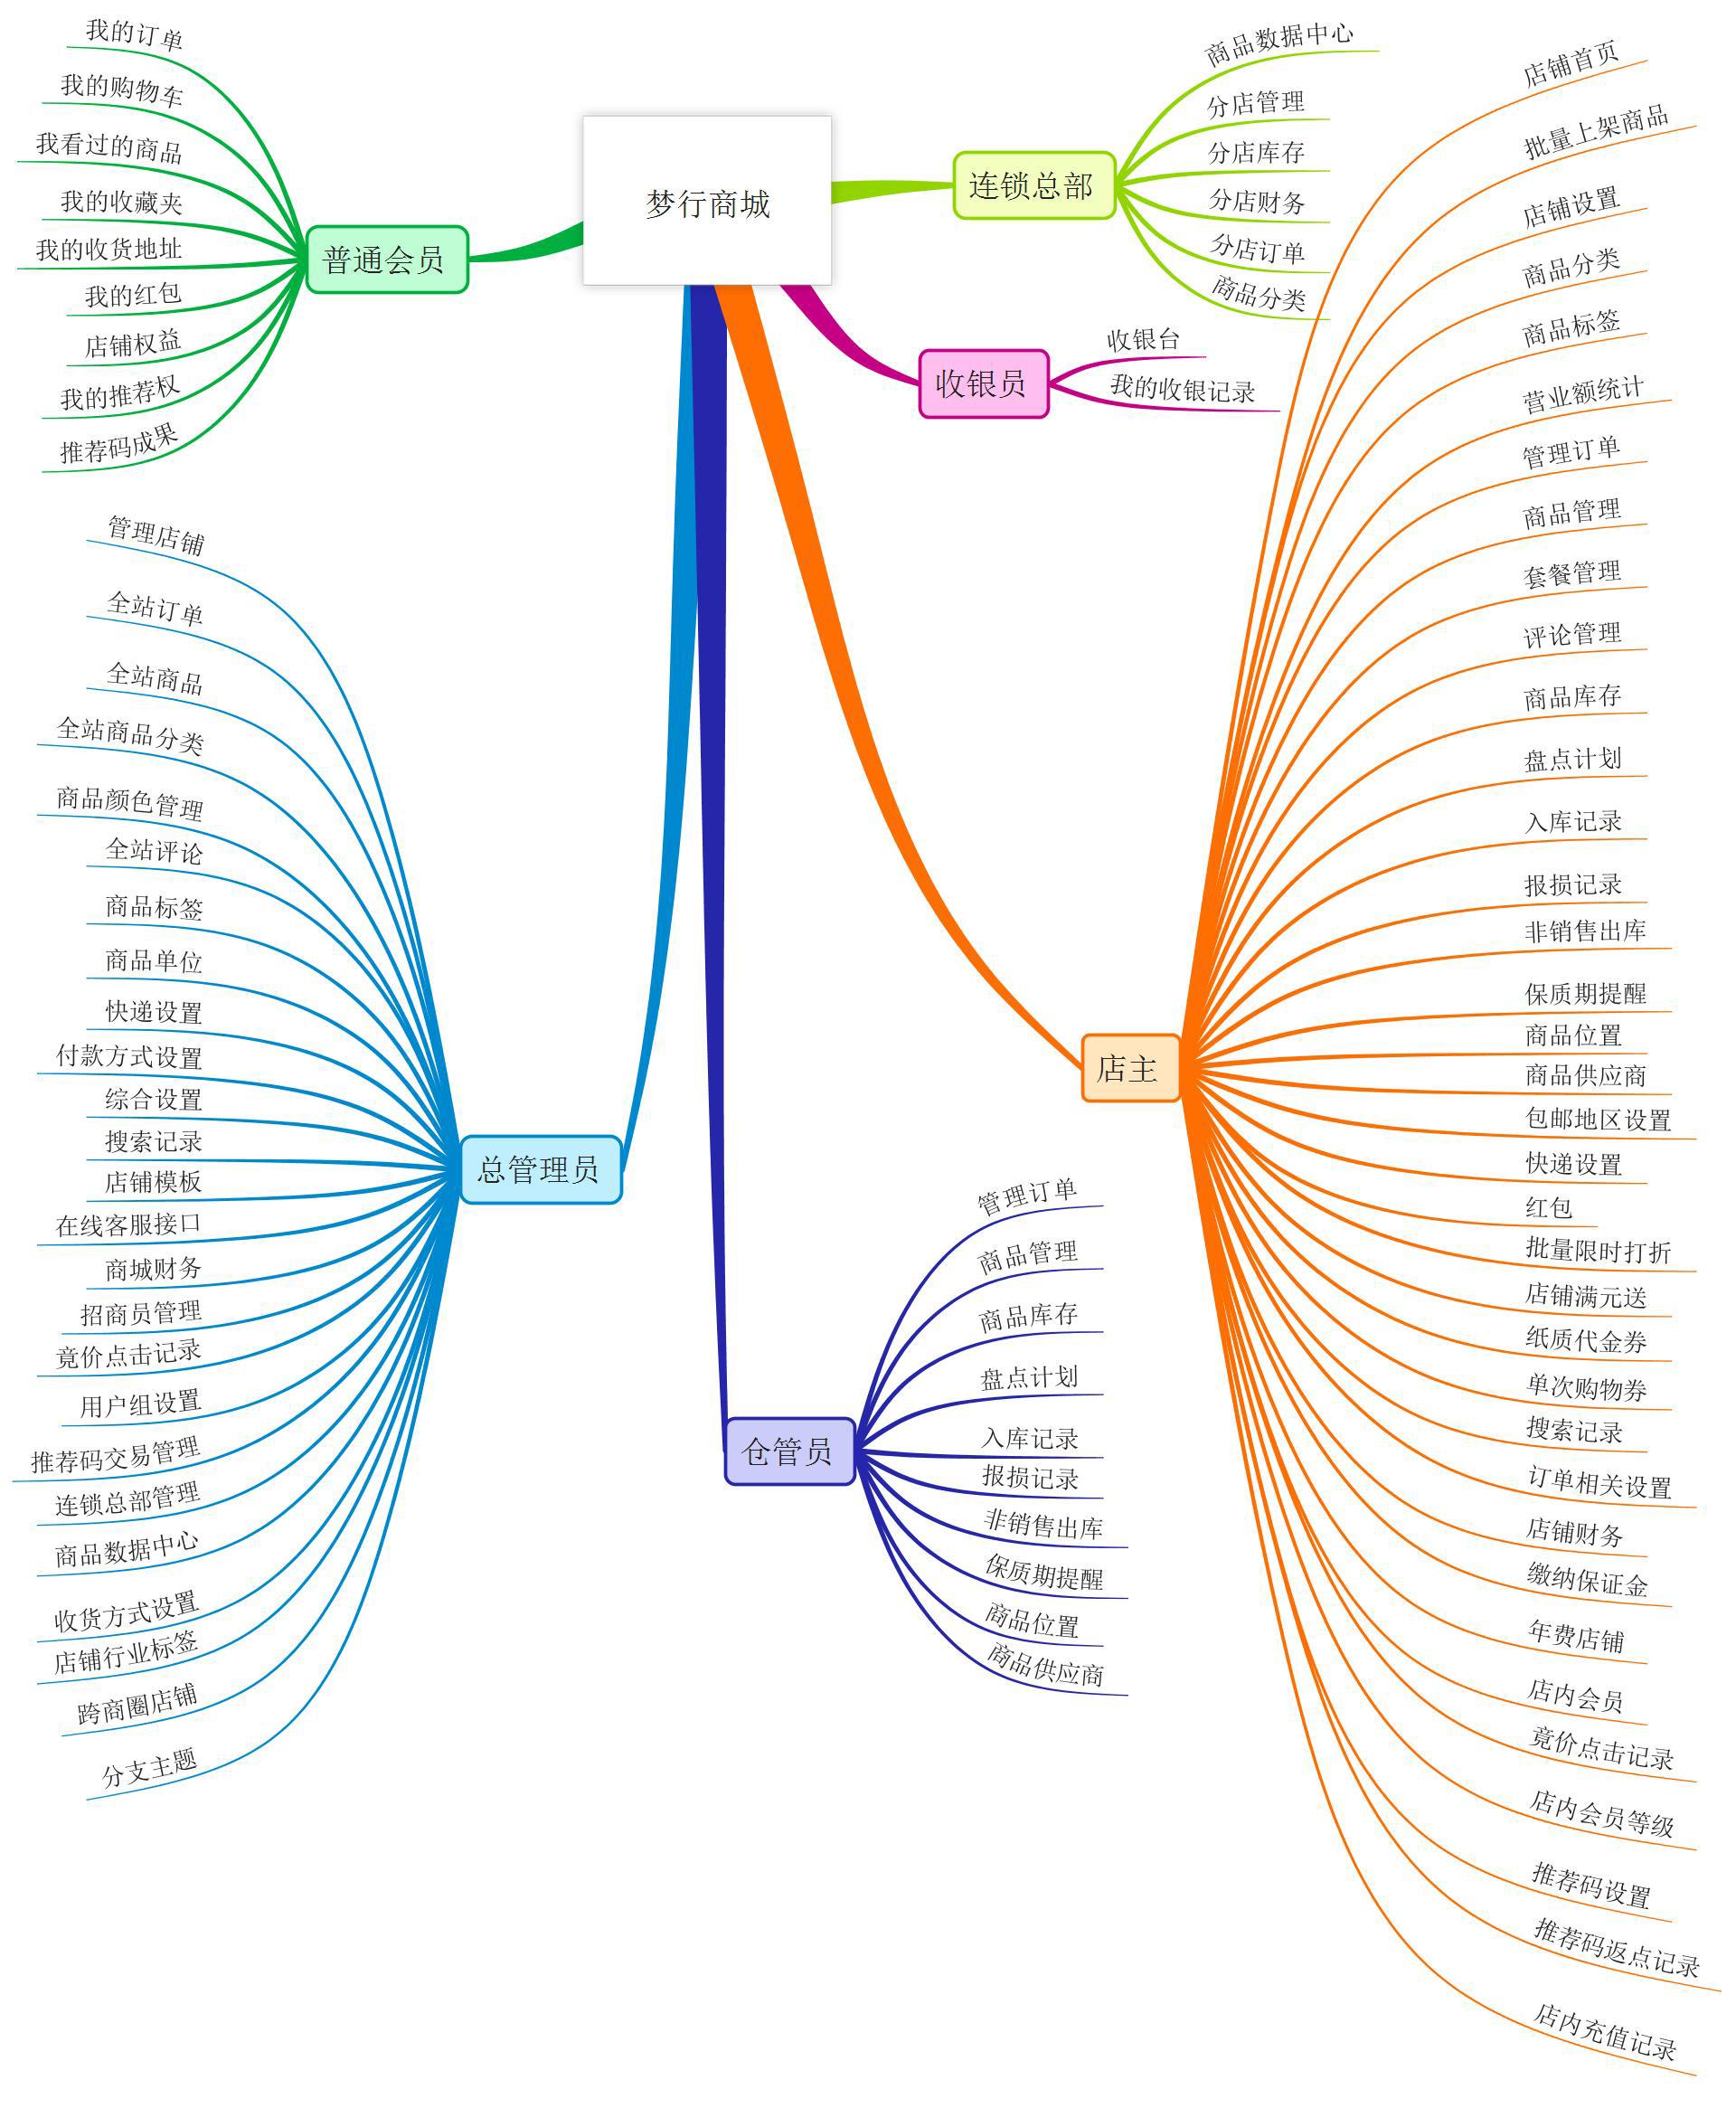 梦行商城
普通会员
我的订单
我的购物车
我看过的商品
我的收藏夹
我的收货地址
我的红包
店铺权益
我的推荐权
推荐码成果
连锁总部
商品数据中心
分店管理
分店库存
分店财务
分店订单
商品分类
收银员
收银台
我的收银记录
店主
店铺首页
批量上架商品
店铺设置
商品分类
商品标签
营业额统计
管理订单
商品管理
套餐管理
评论管理
商品库存
盘点计划
入库记录
报损记录
非销售出库
保质期提醒
商品位置
商品供应商
包邮地区设置
快递设置
红包
批量限时打折
店铺满元送
纸质代金券
单次购物券
搜索记录
订单相关设置
店铺财务
缴纳保证金
年费店铺
店内会员
竟价点击记录
店内会员等级
推荐码设置
推荐码返点记录
店内充值记录
仓管员
管理订单
商品管理
商品库存
盘点计划
入库记录
报损记录
非销售出库
保质期提醒
商品位置
商品供应商
总管理员
管理店铺
全站订单
全站商品
全站商品分类
商品颜色管理
全站评论
商品标签
商品单位
快递设置
付款方式设置
综合设置
搜索记录
店铺模板
在线客服接口
商城财务
招商员管理
竟价点击记录
用户组设置
推荐码交易管理
连锁总部管理
商品数据中心
收货方式设置
店铺行业标签
跨商圈店铺
分支主题